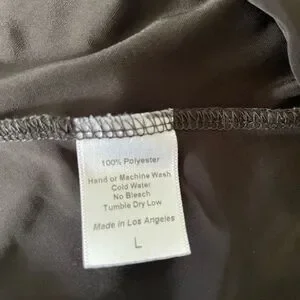 100% Polyester
Hand or Machine Wash
Cold Water
No Bleach
Tumble Dry Low
Made in Los Angeles
L